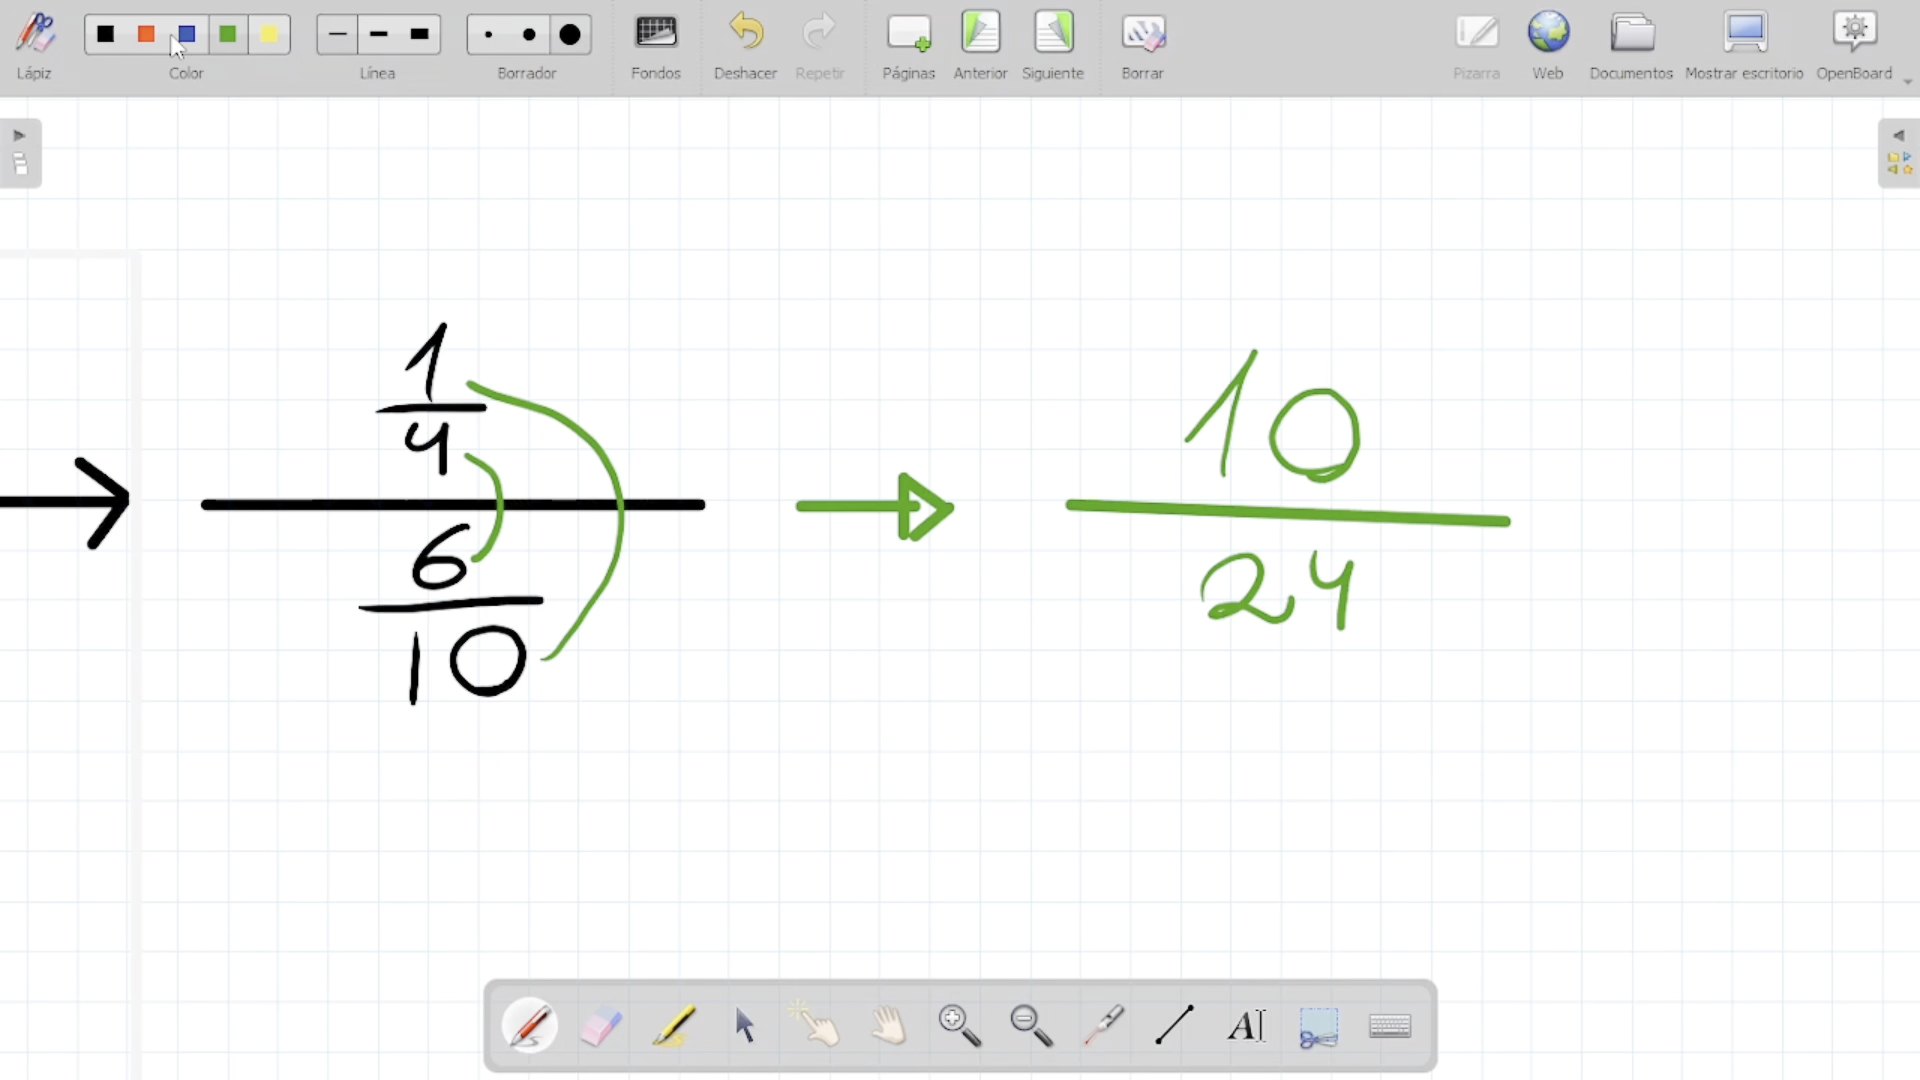 Lápiz
Color
Línea
Borrador
Fondos
Deshacer
Repetir
Páginas
Anterior
Siguiente
Borrar
Pizarra
Web
Documentos
Mostrar escritorio
OpenBoard
1
4
6
10
10
24
A